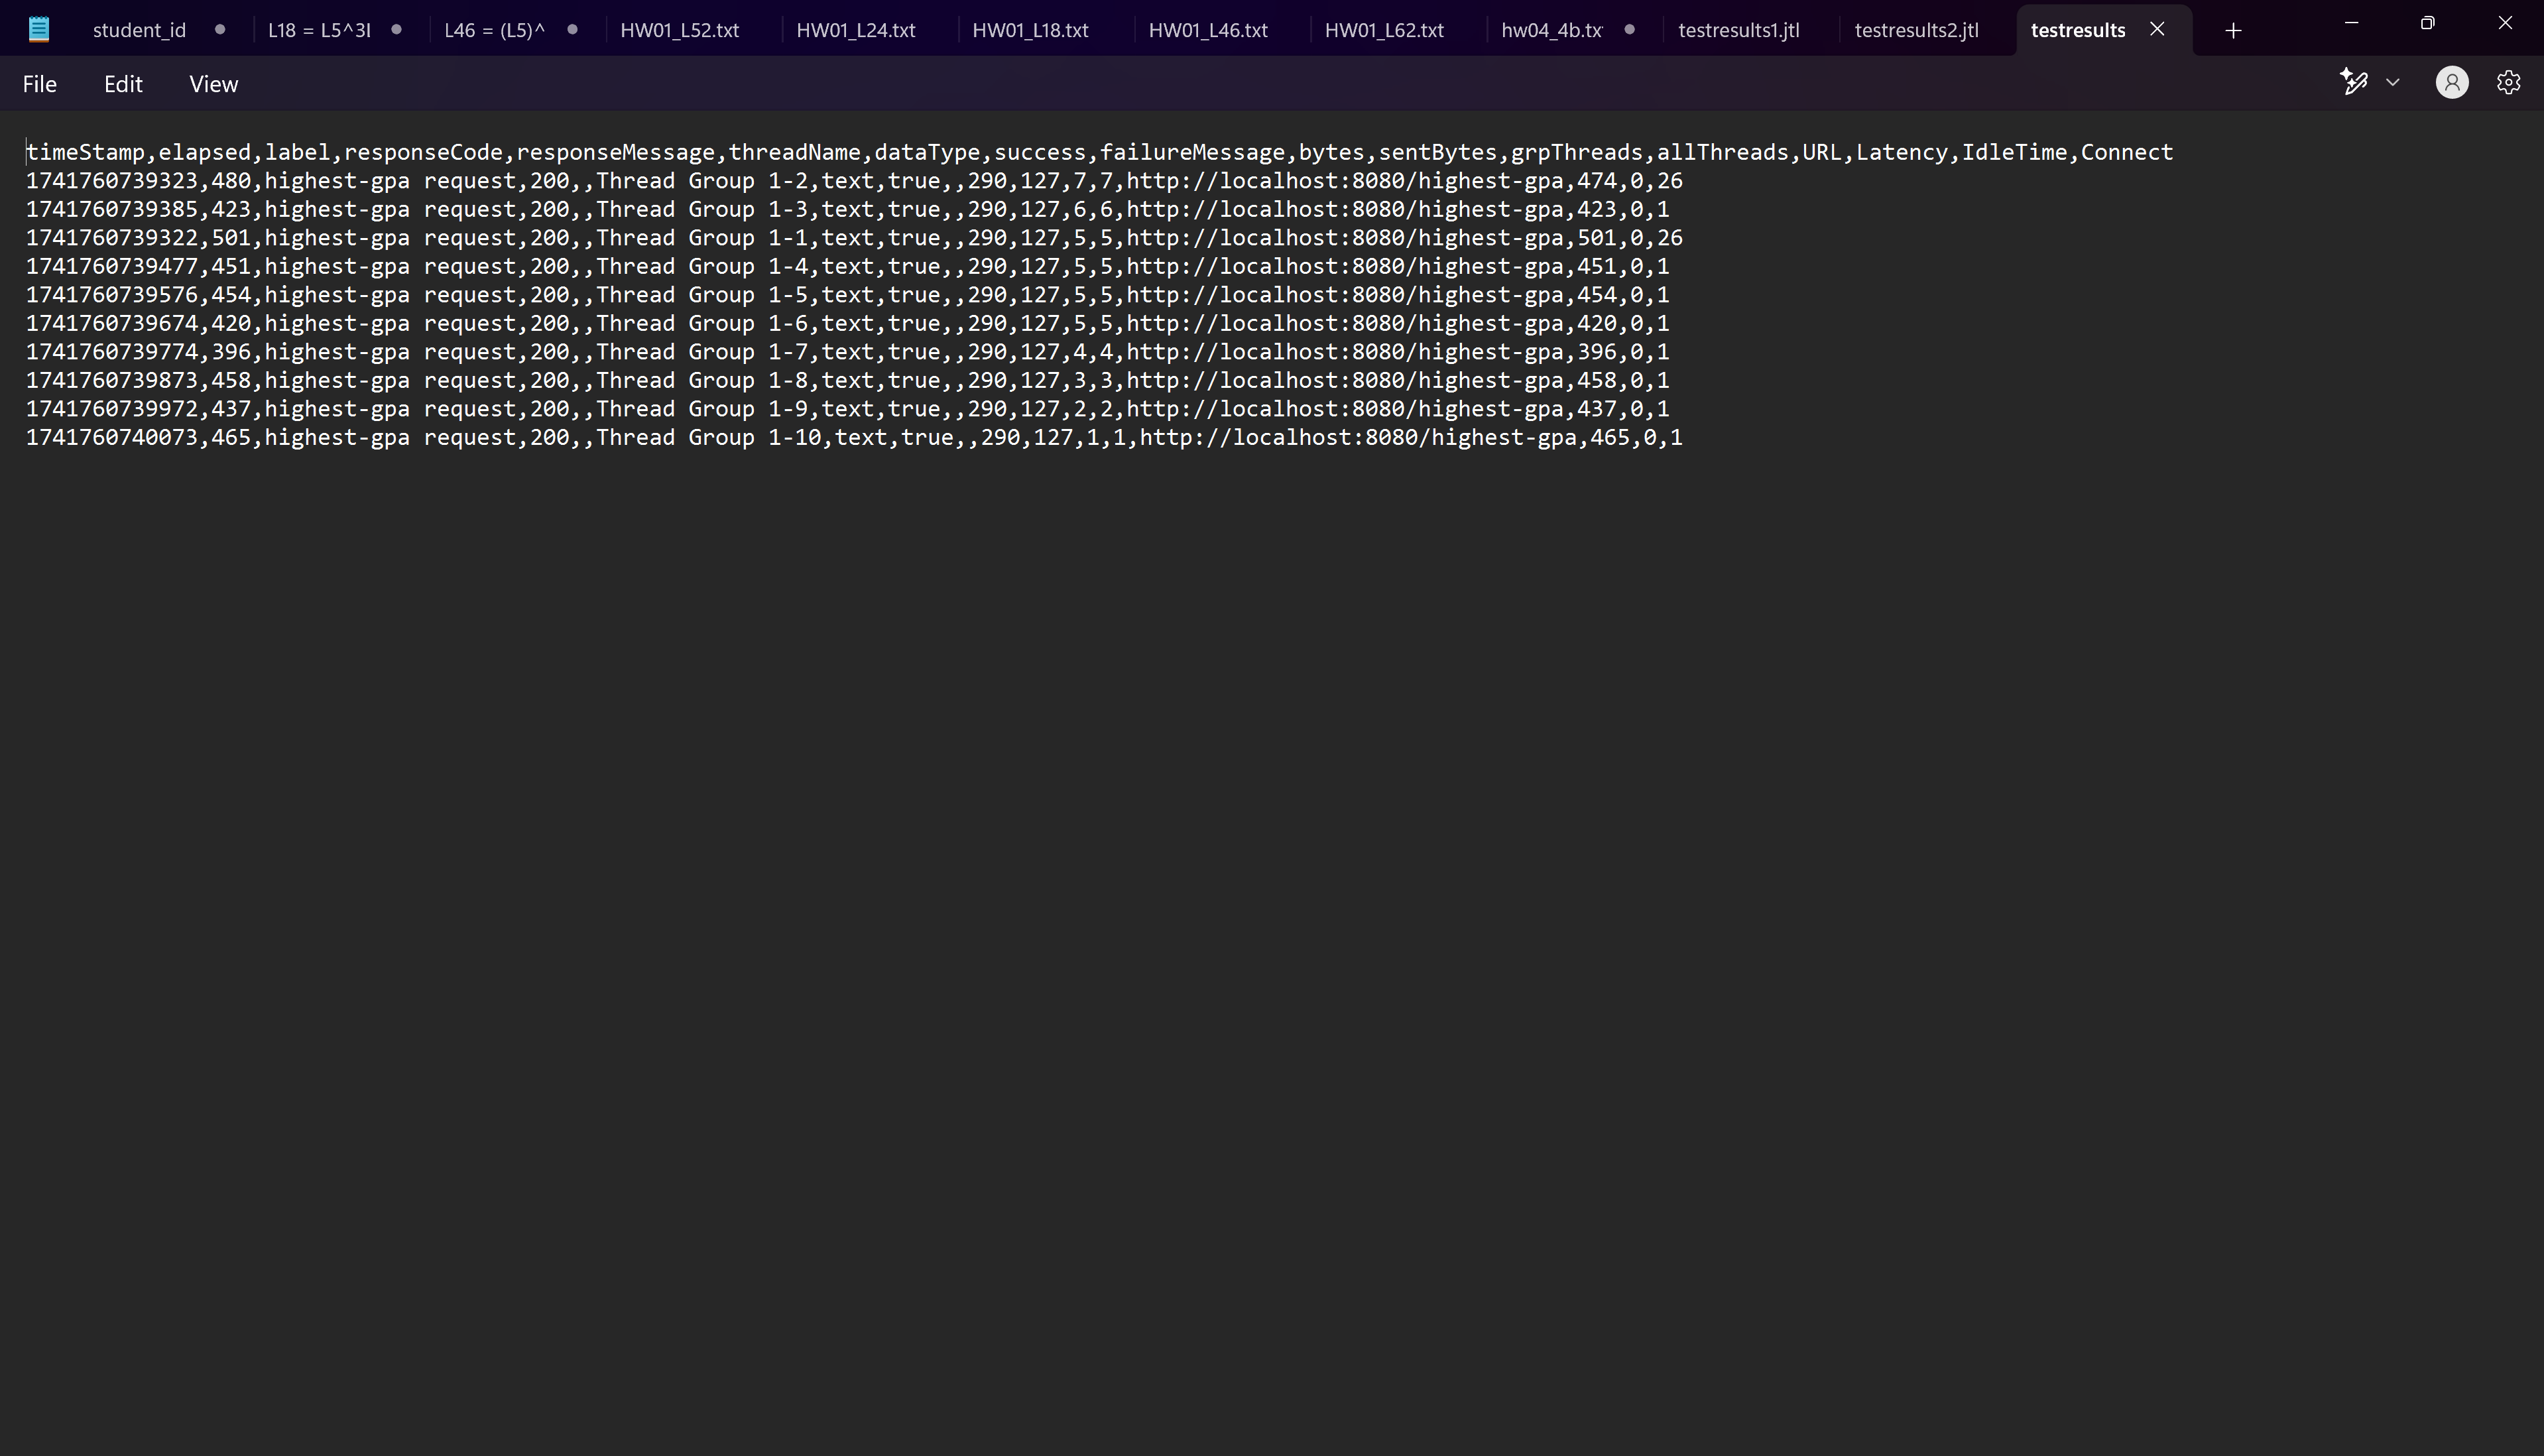 student_id
L18 = L5^3I
L46 = (L5)^
HW01_L52.txt
HW01_L24.txt
HW01_L18.txt
HW01_L46.txt
HW01_L62.txt
hw04_4b.tx
testresults1.jtl
testresults2.jtl
testresults
File
Edit
View
timeStamp,elapsed,label,responseCode,responseMessage,threadName,dataType,success,failureMessage,bytes,sentBytes,grpThreads,allThreads,URL,Latency,IdleTime,Connect
1741760739323,480,highest-gpa request,200,,Thread Group 1-2,text,true,,290,127,7,7,http://localhost:8080/highest-gpa,474,0,26
1741760739385,423,highest-gpa request,200,,Thread Group 1-3,text,true,,290,127,6,6,http://localhost:8080/highest-gpa,423,0,1
1741760739322,501,highest-gpa request,200,,Thread Group 1-1,text,true,,290,127,5,5,http://localhost:8080/highest-gpa,501,0,26
1741760739477,451,highest-gpa request,200,,Thread Group 1-4,text,true,,290,127,5,5,http://localhost:8080/highest-gpa,451,0,1
1741760739576,454,highest-gpa request,200,,Thread Group 1-5,text,true,,290,127,5,5,http://localhost:8080/highest-gpa,454,0,1
1741760739674,420,highest-gpa request,200,,Thread Group 1-6,text,true,,290,127,5,5,http://localhost:8080/highest-gpa,420,0,1
1741760739774,396,highest-gpa request,200,,Thread Group 1-7,text,true,,290,127,4,4,http://localhost:8080/highest-gpa,396,0,1
1741760739873,458,highest-gpa request,200,,Thread Group 1-8,text,true,,290,127,3,3,http://localhost:8080/highest-gpa,458,0,1
1741760739972,437,highest-gpa request,200,,Thread Group 1-9,text,true,,290,127,2,2,http://localhost:8080/highest-gpa,437,0,1
1741760740073,465,highest-gpa request,200,,Thread Group 1-10,text,true,,290,127,1,1,http://localhost:8080/highest-gpa,465,0,1